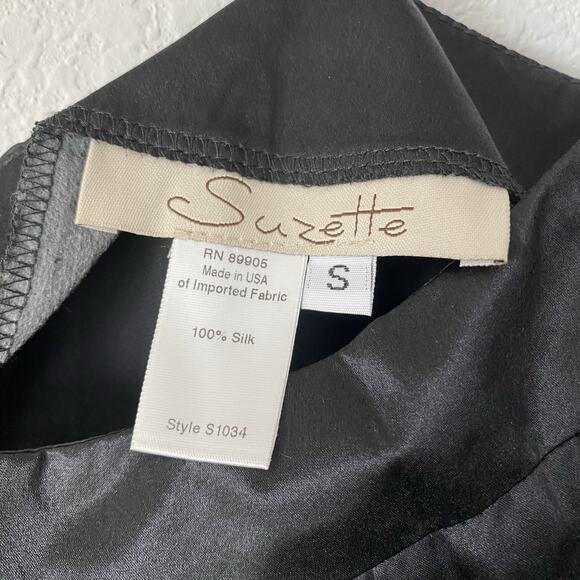 Suzette
RN 89905
Made in USA
of Imported Fabric
S
100% Silk
Style S1034